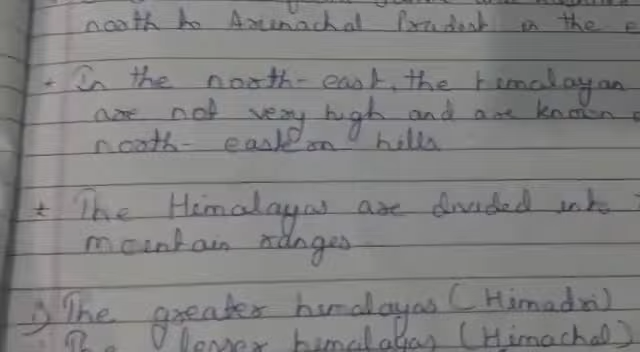 north to Arunachal Pradesh in the e
* In the north-east, the himalayan
are not very high and are known
north-eastern hills
* The Himalayas are divided into
mountain ranges
i) The greater himalayas (Himadri)
The lesser himalayas (Himachal)